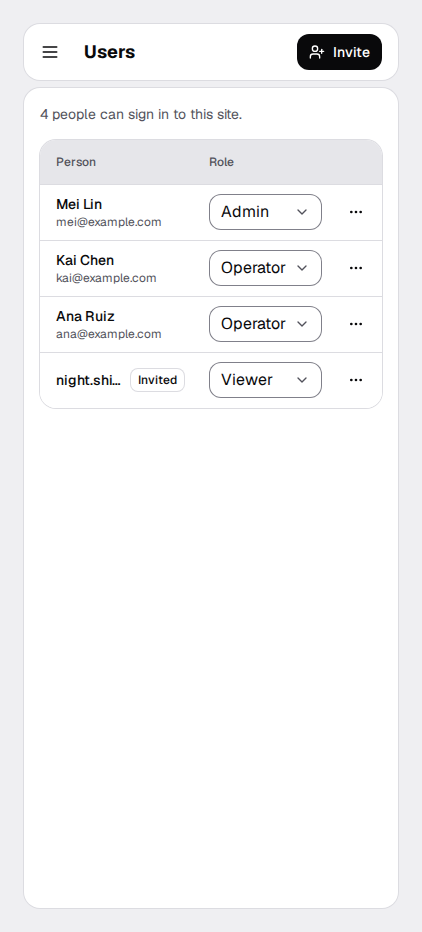 Users
Invite
4 people can sign in to this site.
Person Role
Mei Lin
mei@example.com
Admin
Kai Chen
kai@example.com
Operator
Ana Ruiz
ana@example.com
Operator
night.shi... Invited
Viewer